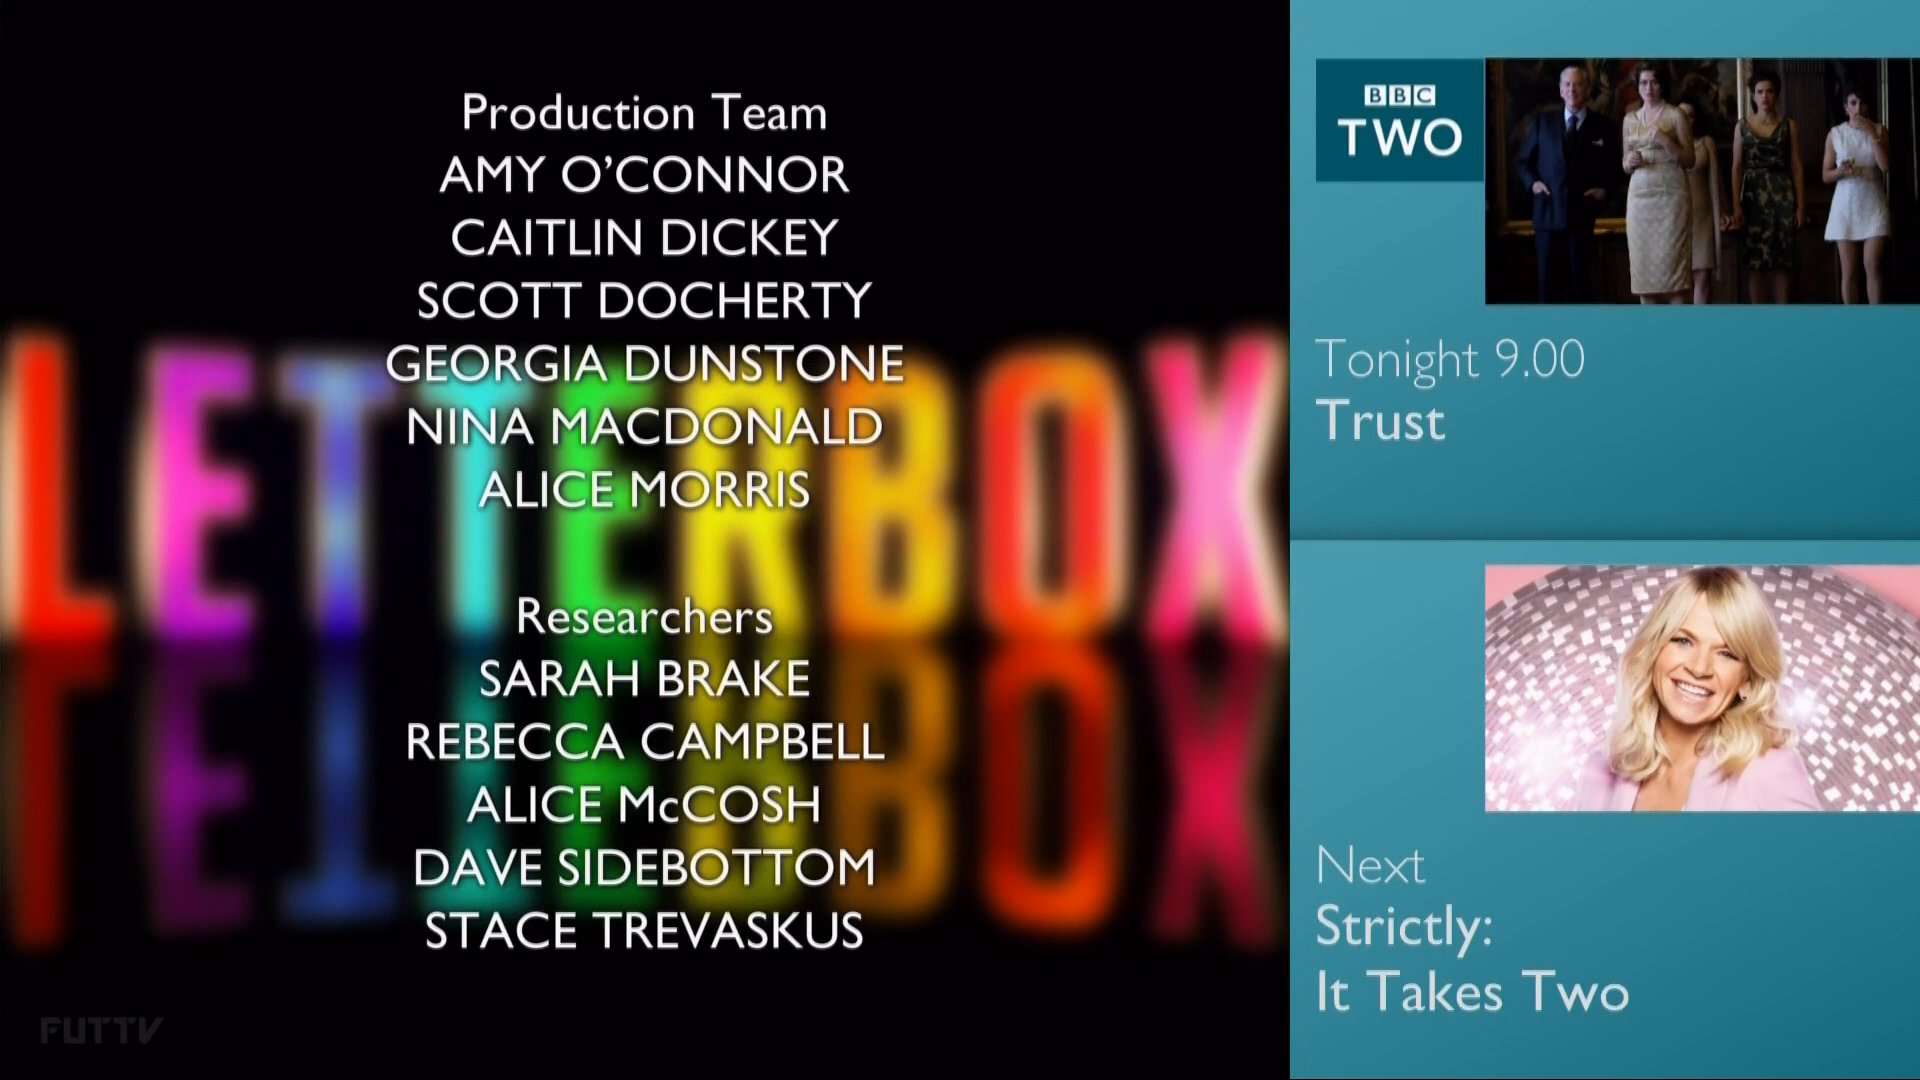 Production Team
AMY O’CONNOR
CAITLIN DICKEY
SCOTT DOCHERTY
GEORGIA DUNSTONE
NINA MACDONALD
ALICE MORRIS
Researchers
SARAH BRAKE
REBECCA CAMPBELL
ALICE McCOSH
DAVE SIDEBOTTOM
STACE TREVASKUS
LETTERBOX
FUTTV
BBC
TWO
Tonight 9.00
Trust
Next
Strictly:
It Takes Two